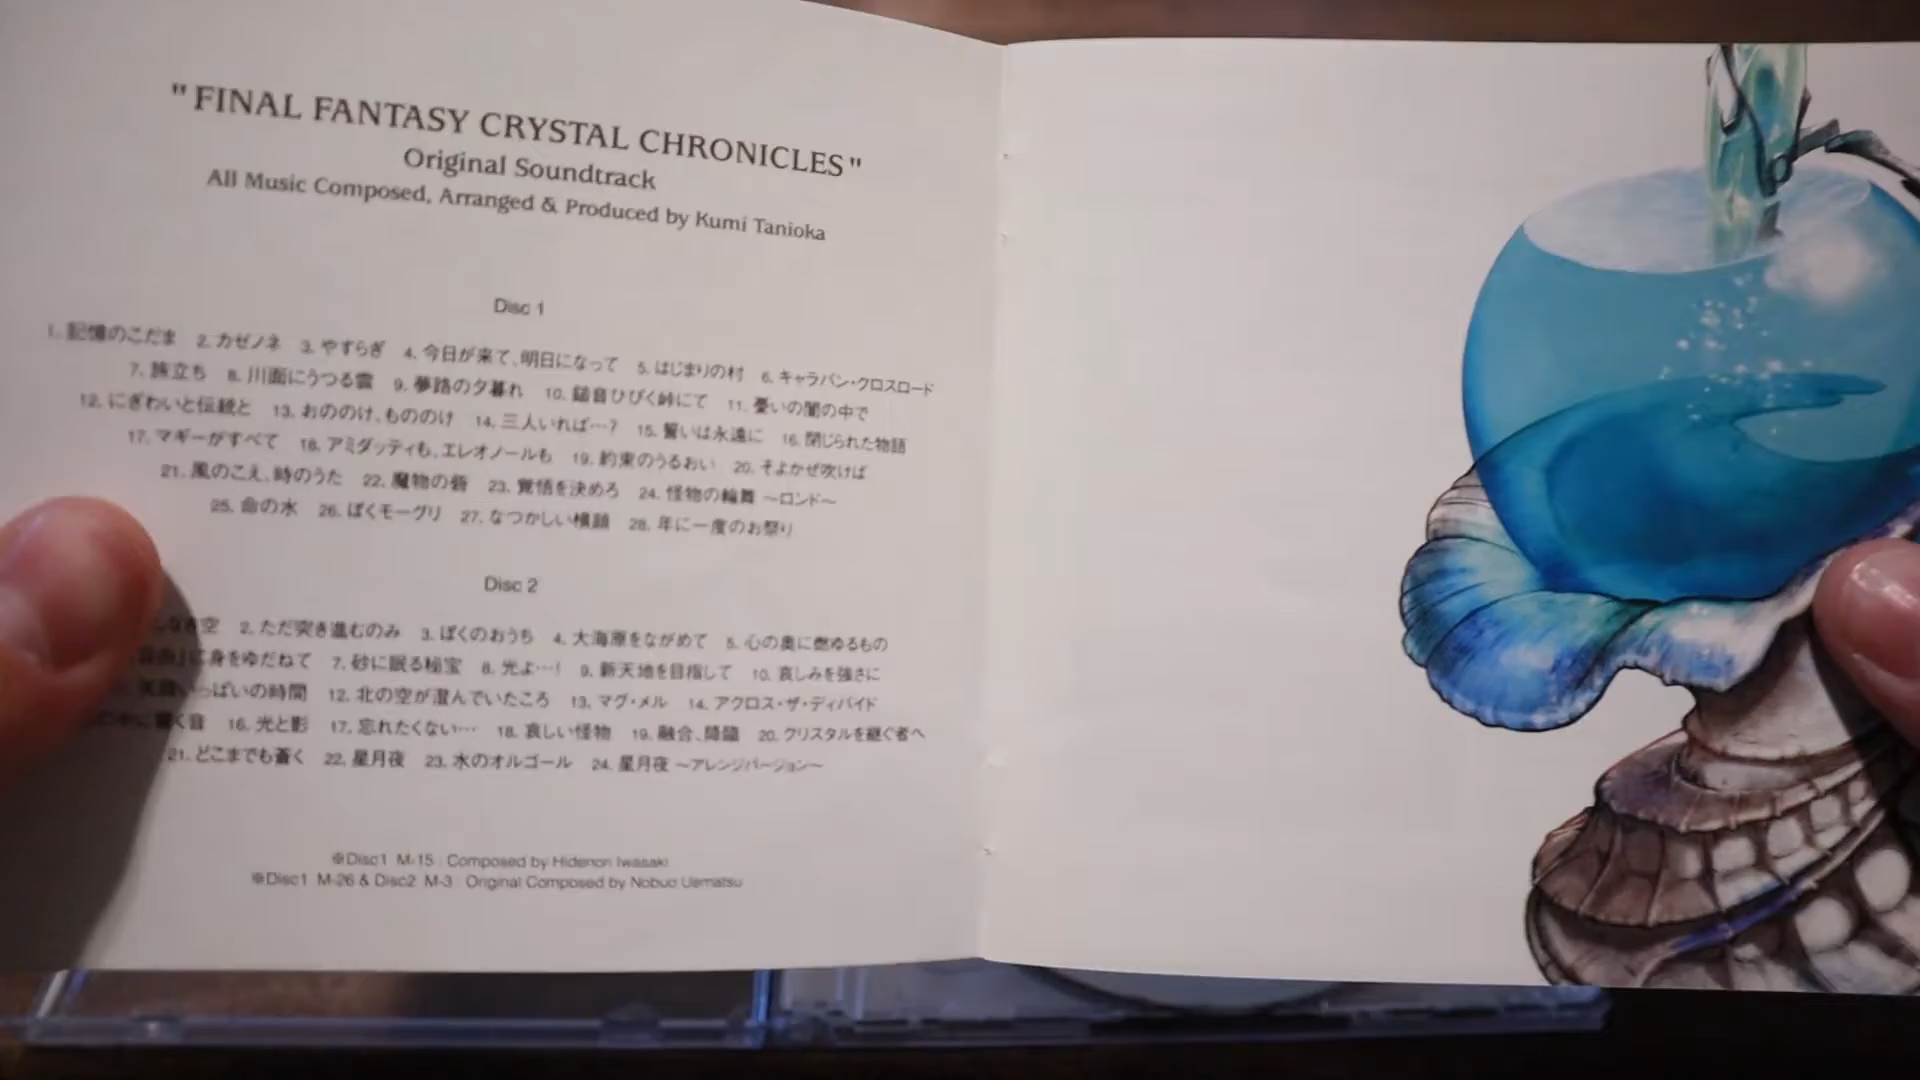 "FINAL FANTASY CRYSTAL CHRONICLES"
Original Soundtrack
All Music Composed, Arranged & Produced by Kumi Tanioka
Disc 1
1. 記憶のこだま 2. カゼノネ 3. やすらぎ 4. 今日が来て、明日になって 5. はじまりの村 6. キャラバン・クロスロード
7. 旅立ち 8. 川面にうつる雲 9. 夢路の夕暮れ 10. 鎚音ひびく峠にて 11. 憂いの闇の中で
12. にぎわいと伝統と 13. おののけ、もののけ 14. 三人いれば…? 15. 誓いは永遠に 16. 閉じられた物語
17. マギーがすべて 18. アミダッティも、エレオノールも 19. 約束のうるおい 20. そよかぜ吹けば
21. 風のこえ、時のうた 22. 魔物の砦 23. 覚悟を決めろ 24. 怪物の輪舞 〜ロンド〜
25. 命の水 26. ぼくモーグリ 27. なつかしい横顔 28. 年に一度のお祭り
Disc 2
しなき空 2. ただ突き進むのみ 3. ぼくのおうち 4. 大海原をながめて 5. 心の奥に燃ゆるもの
自由」に身をゆだねて 7. 砂に眠る秘宝 8. 光よ…! 9. 新天地を目指して 10. 哀しみを強さに
笑顔いっぱいの時間 12. 北の空が澄んでいたころ 13. マグ・メル 14. アクロス・ザ・ディバイド
に響く音 16. 光と影 17. 忘れたくない… 18. 哀しい怪物 19. 融合、降臨 20. クリスタルを継ぐ者へ
21. どこまでも蒼く 22. 星月夜 23. 水のオルゴール 24. 星月夜 〜アレンジバージョン〜
※Disc1 M-15 : Composed by Hidenori Iwasaki
※Disc1 M-26 & Disc2 M-3 : Original Composed by Nobuo Uematsu